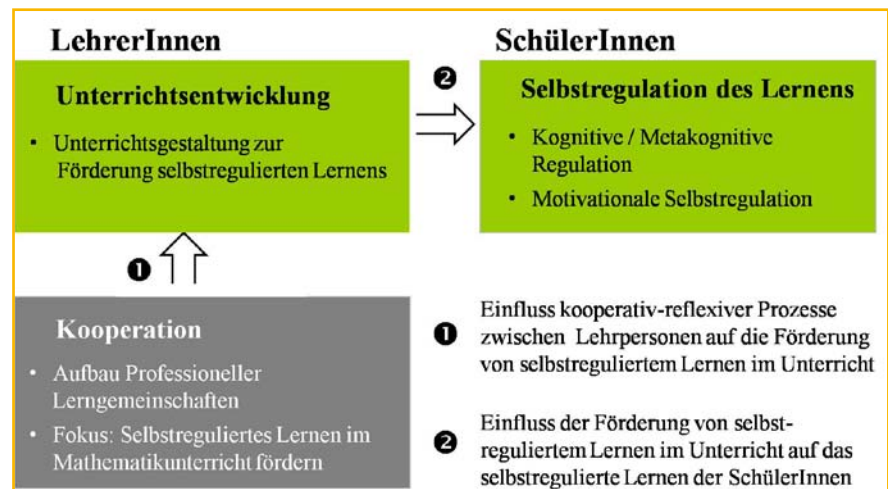 LehrerInnen
Unterrichtsentwicklung
• Unterrichtsgestaltung zur
Förderung selbstregulierten Lernens
❷
SchülerInnen
Selbstregulation des Lernens
• Kognitive / Metakognitive
Regulation
• Motivationale Selbstregulation
❶
Kooperation
• Aufbau Professioneller
Lerngemeinschaften
• Fokus: Selbstreguliertes Lernen im
Mathematikunterricht fördern
❶ Einfluss kooperativ-reflexiver Prozesse
zwischen Lehrpersonen auf die Förderung
von selbstreguliertem Lernen im Unterricht
❷ Einfluss der Förderung von selbst-
reguliertem Lernen im Unterricht auf das
selbstregulierte Lernen der SchülerInnen